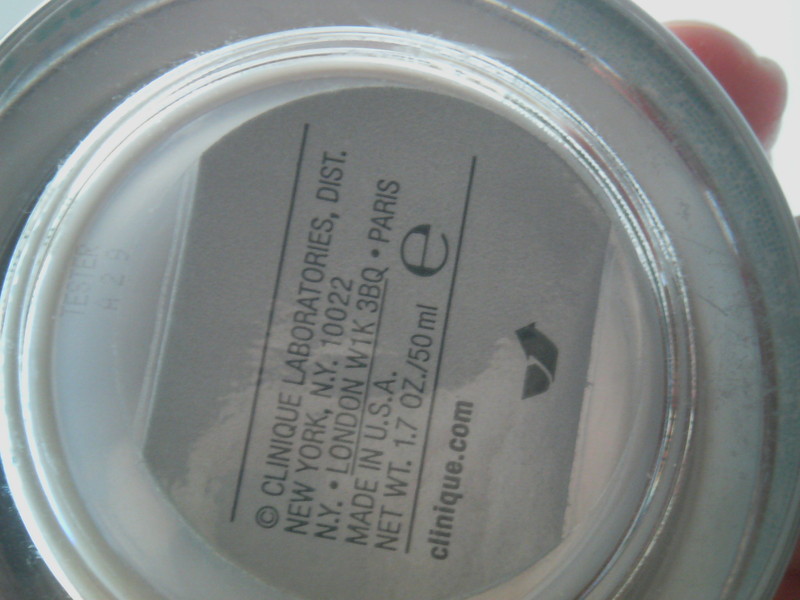 TESTER
A 2 B
© CLINIQUE LABORATORIES, DIST.
NEW YORK, N.Y. 10022
N.Y. • LONDON W1K 3BQ • PARIS
MADE IN U.S.A.
NET WT. 1.7 OZ./50 ml e
clinique.com